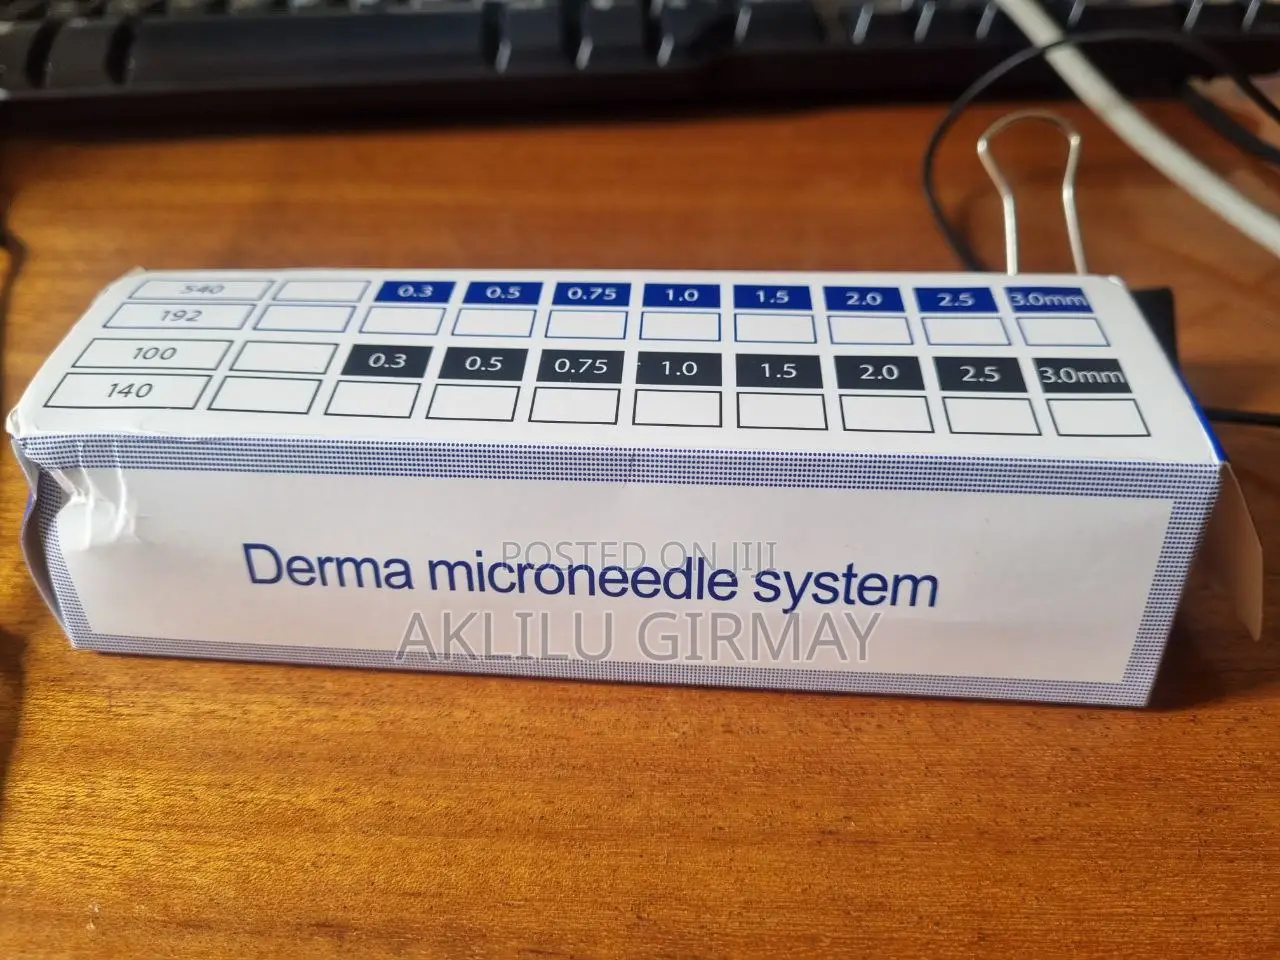 540 0.3 0.5 0.75 1.0 1.5 2.0 2.5 3.0mm
192
100 0.3 0.5 0.75 1.0 1.5 2.0 2.5 3.0mm
140
Derma microneedle system
POSTED ON JIJI
AKLILU GIRMAY